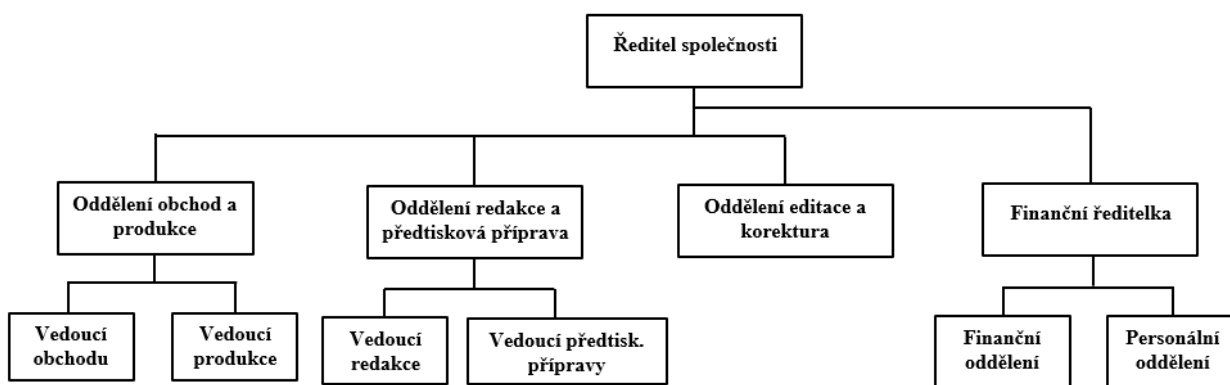 Ředitel společnosti
Oddělení obchod a
produkce
Oddělení redakce a
předtisková příprava
Oddělení editace a
korektura
Finanční ředitelka
Vedoucí
obchodu
Vedoucí
produkce
Vedoucí
redakce
Vedoucí předtisk.
přípravy
Finanční
oddělení
Personální
oddělení